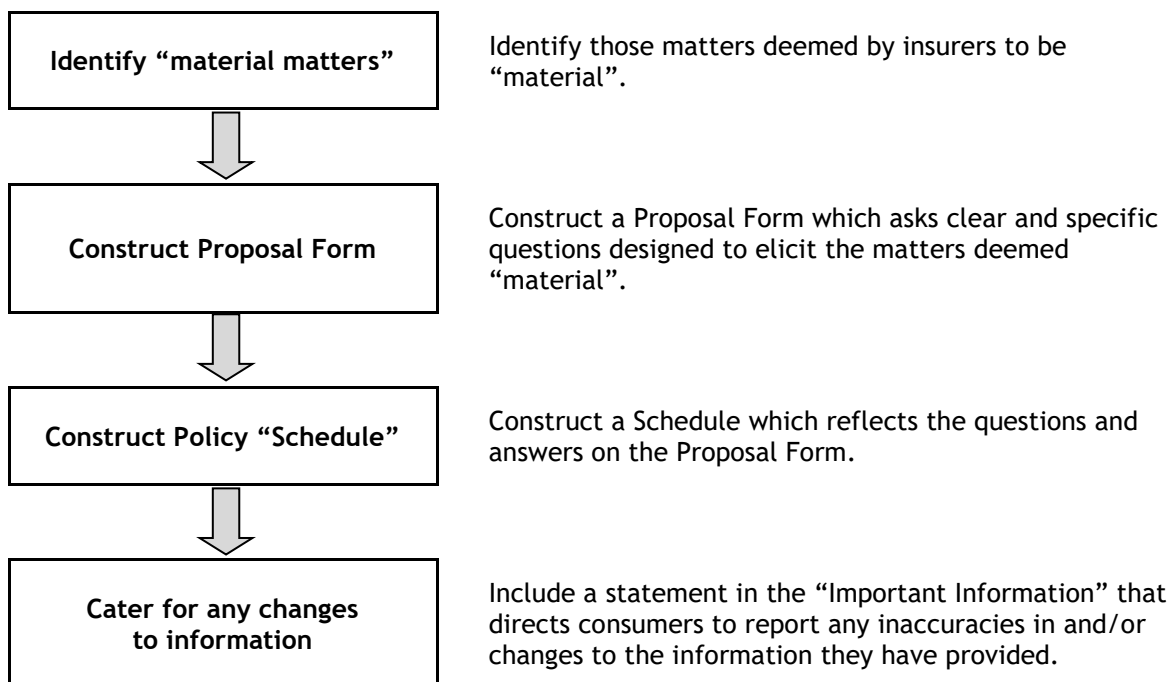 Identify “material matters”
Identify those matters deemed by insurers to be
“material”.
Construct Proposal Form
Construct a Proposal Form which asks clear and specific
questions designed to elicit the matters deemed
“material”.
Construct Policy “Schedule”
Construct a Schedule which reflects the questions and
answers on the Proposal Form.
Cater for any changes
to information
Include a statement in the “Important Information” that
directs consumers to report any inaccuracies in and/or
changes to the information they have provided.